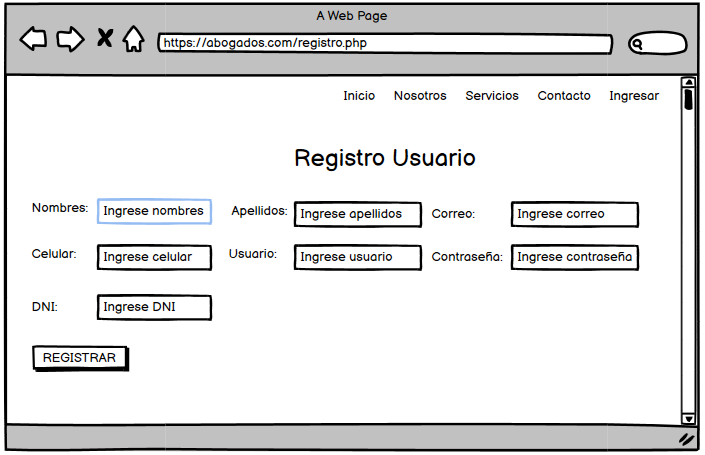 A Web Page
https://abogados.com/registro.php
Inicio Nosotros Servicios Contacto Ingresar
Registro Usuario
Nombres: Ingrese nombres Apellidos: Ingrese apellidos Correo: Ingrese correo
Celular: Ingrese celular Usuario: Ingrese usuario Contraseña: Ingrese contraseña
DNI: Ingrese DNI
REGISTRAR